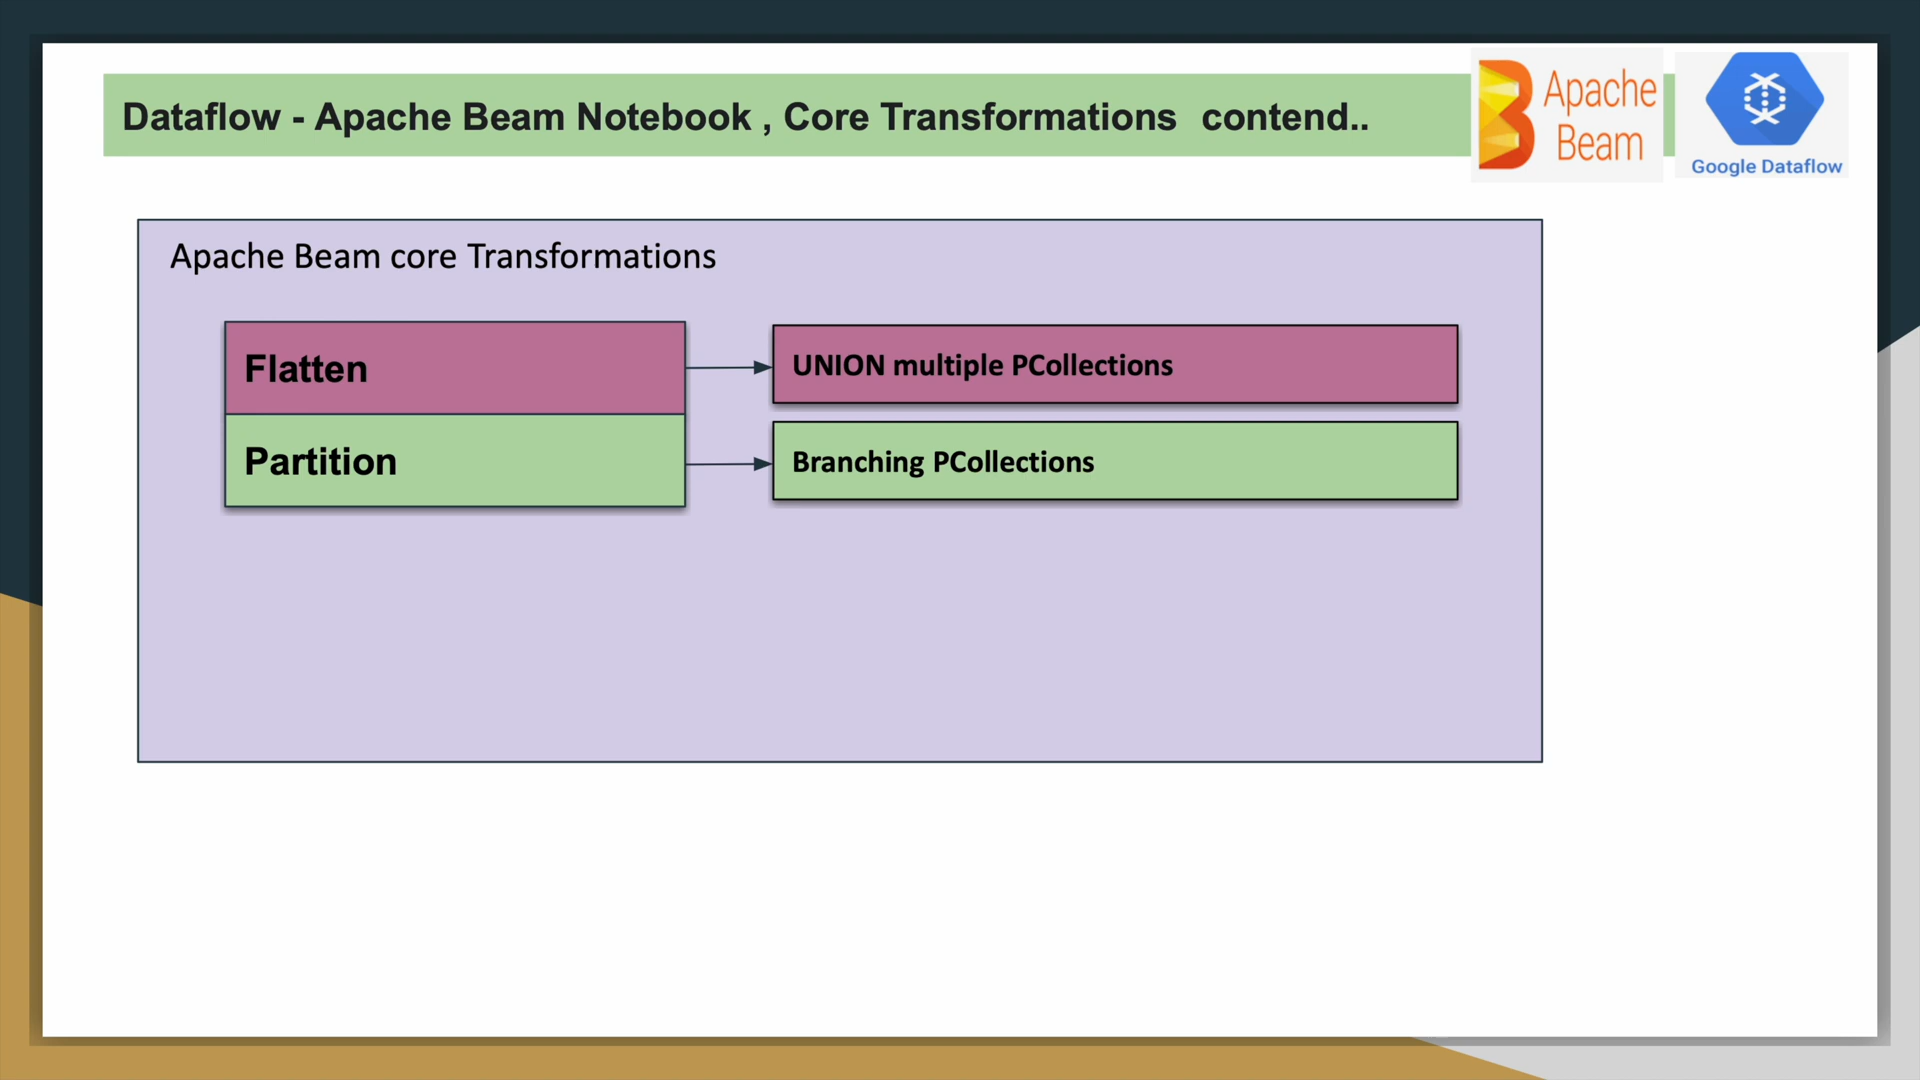 Dataflow - Apache Beam Notebook , Core Transformations  contend..
Apache
Beam
Google Dataflow
Apache Beam core Transformations
Flatten
UNION multiple PCollections
Partition
Branching PCollections